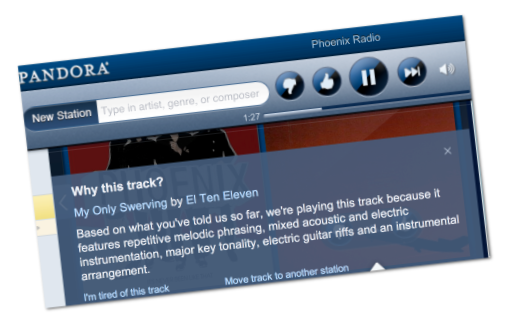 Phoenix Radio
PANDORA
New Station Type in artist, genre, or composer
1:27
Why this track?
My Only Swerving by El Ten Eleven
Based on what you've told us so far, we're playing this track because it
features repetitive melodic phrasing, mixed acoustic and electric
instrumentation, major key tonality, electric guitar riffs and an instrumental
arrangement.
I'm tired of this track Move track to another station